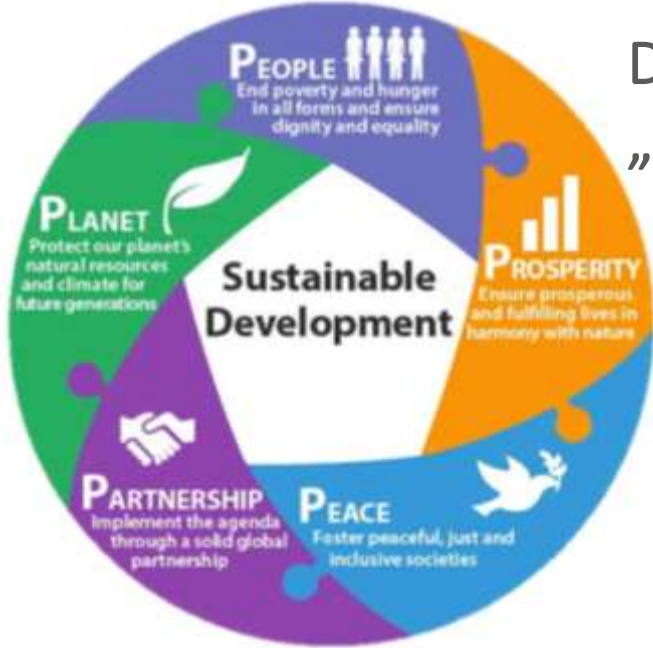 D
”
PEOPLE
End poverty and hunger
in all forms and ensure
dignity and equality
PROSPERITY
Ensure prosperous
and fulfilling lives in
harmony with nature
PEACE
Foster peaceful, just and
inclusive societies
PARTNERSHIP
Implement the agenda
through a solid global
partnership
PLANET
Protect our planet's
natural resources
and climate for
future generations
Sustainable
Development